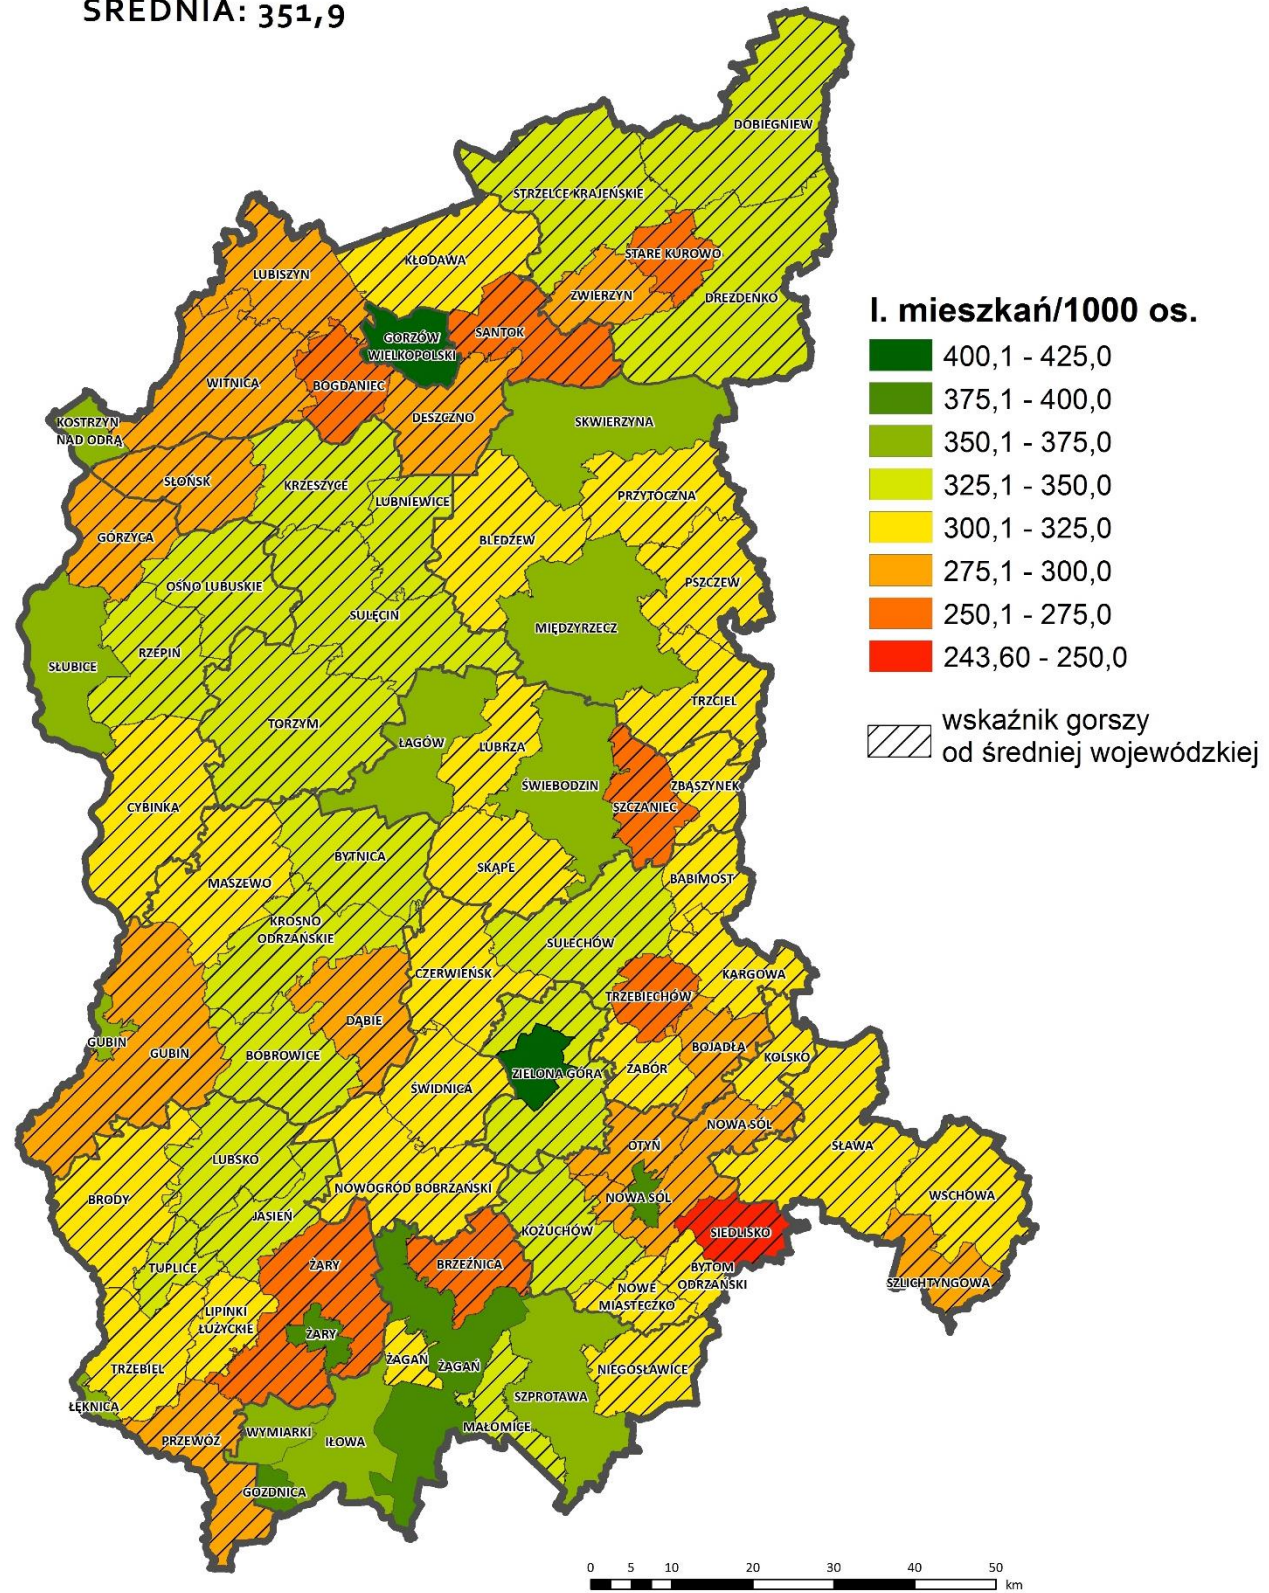 ŚREDNIA: 351,9
DOBIEGNIEW
STRZELCE KRAJEŃSKIE
STARE KUROWO
KŁODAWA
LUBISZYN
ZWIERZYN
DREZDENKO
GORZÓW
WIELKOPOLSKI
SANTOK
WITNICA
BOGDANIEC
DESZCZNO
KOSTRZYN
NAD ODRĄ
SKWIERZYNA
SŁOŃSK
KRZESZYCE
LUBNIEWICE
PRZYTOCZNA
GÓRZYCA
BLEDZEW
PSZCZEW
OŚNO LUBUSKIE
SULĘCIN
MIĘDZYRZECZ
RZEPIN
SŁUBICE
TRZCIEL
TORZYM
ŁAGÓW
LUBRZA
ŚWIEBODZIN
ZBĄSZYNEK
CYBINKA
SZCZANIEC
BYTNICA
SKĄPE
BABIMOST
MASZEWO
KROSNO
ODRZAŃSKIE
SULECHÓW
CZERWIEŃSK
KARGOWA
TRZEBIECHÓW
DĄBIE
GUBIN
GUBIN
BOBROWICE
BOJADŁA
KOLSKO
ZIELONA GÓRA
ZABÓR
ŚWIDNICA
NOWA SÓL
OTYŃ
SŁAWA
LUBSKO
BRODY
NOWOGRÓD BOBRZAŃSKI
NOWA SÓL
WSCHOWA
JASIEŃ
KOŻUCHÓW
SIEDLISKO
TUPLICE
ŻARY
BRZEŹNICA
BYTOM
ODRZAŃSKI
SZLICHTYNGOWA
NOWE
MIASTECZKO
LIPINKI
ŁUŻYCKIE
ŻARY
ŻAGAŃ
ŻAGAŃ
TRZEBIEL
NIEGOSŁAWICE
SZPROTAWA
ŁĘKNICA
MAŁOMICE
WYMIARKI
IŁOWA
PRZEWÓZ
GOZDNICA
l. mieszkań/1000 os.
400,1 - 425,0
375,1 - 400,0
350,1 - 375,0
325,1 - 350,0
300,1 - 325,0
275,1 - 300,0
250,1 - 275,0
243,60 - 250,0
wskaźnik gorszy
od średniej wojewódzkiej
0 5 10 20 30 40 50
km